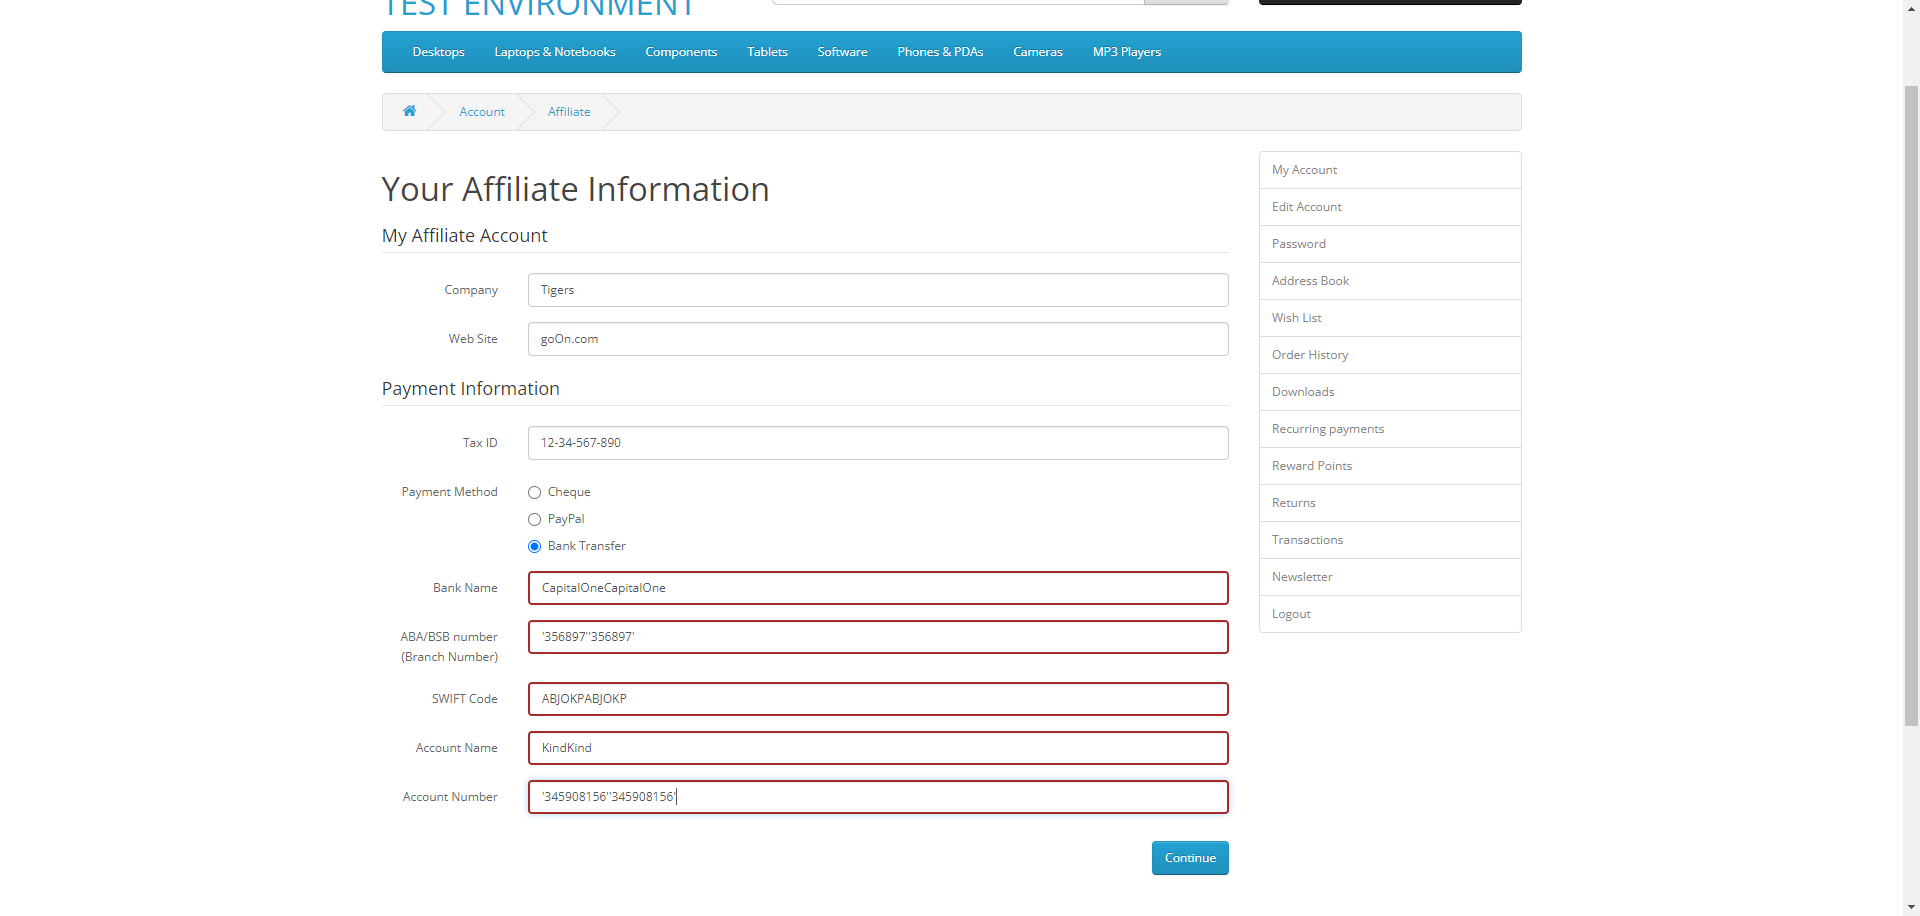 TEST ENVIRONMENT
Desktops Laptops & Notebooks Components Tablets Software Phones & PDAs Cameras MP3 Players
Account Affiliate
Your Affiliate Information
My Affiliate Account
Company Tigers
Web Site goOn.com
Payment Information
Tax ID 12-34-567-890
Payment Method Cheque
PayPal
Bank Transfer
Bank Name CapitalOneCapitalOne
ABA/BSB number '356897''356897'
(Branch Number)
SWIFT Code ABJOKPABJOKP
Account Name KindKind
Account Number '345908156''345908156'
Continue
My Account
Edit Account
Password
Address Book
Wish List
Order History
Downloads
Recurring payments
Reward Points
Returns
Transactions
Newsletter
Logout